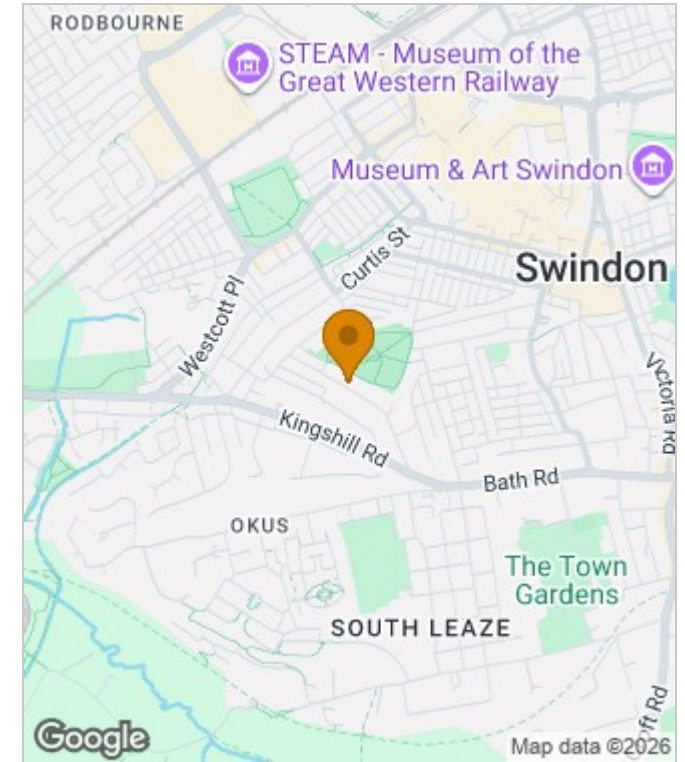 RODBOURNE
STEAM - Museum of the
Great Western Railway
Museum & Art Swindon
Curtis St
Swindon
Westcott Pl
Victoria Rd
Kingshill Rd
Bath Rd
OKUS
The Town
Gardens
SOUTH LEAZE
Google
Map data ©2026